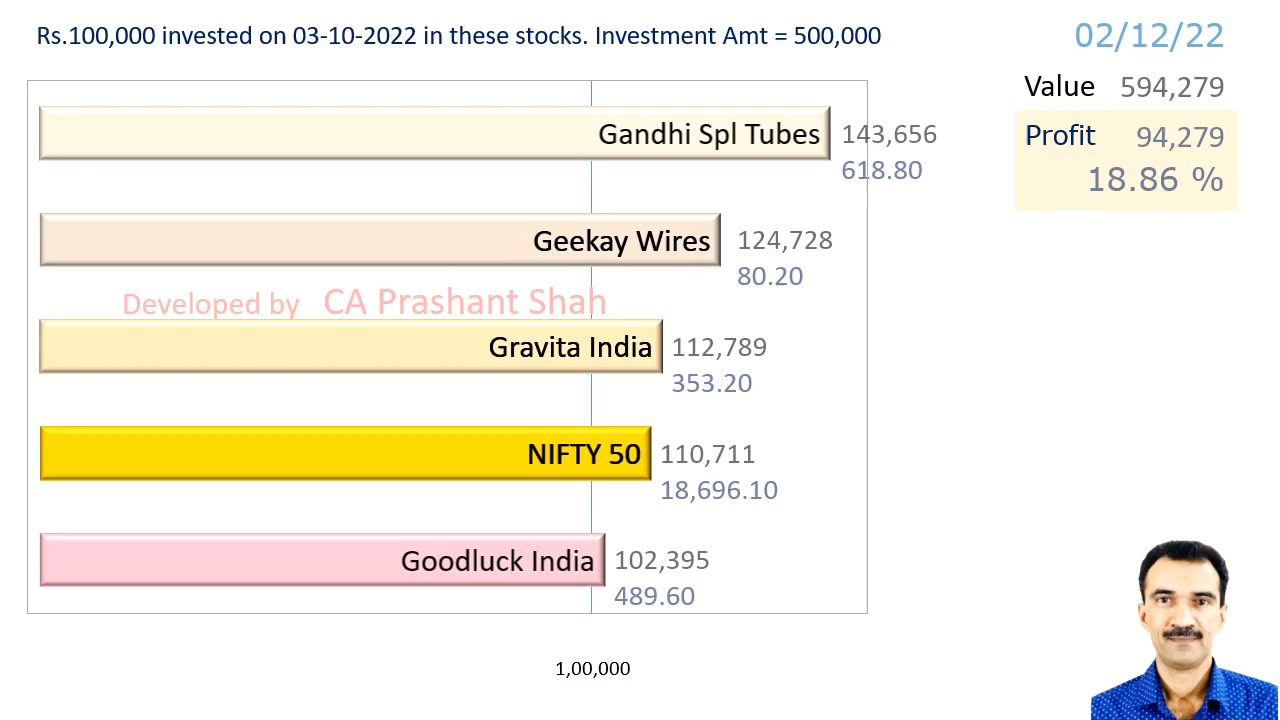 Rs.100,000 invested on 03-10-2022 in these stocks. Investment Amt = 500,000
02/12/22
Value 594,279
Profit 94,279
18.86 %
Gandhi Spl Tubes 143,656
618.80
Geekay Wires 124,728
80.20
Developed by CA Prashant Shah
Gravita India 112,789
353.20
NIFTY 50 110,711
18,696.10
Goodluck India 102,395
489.60
1,00,000